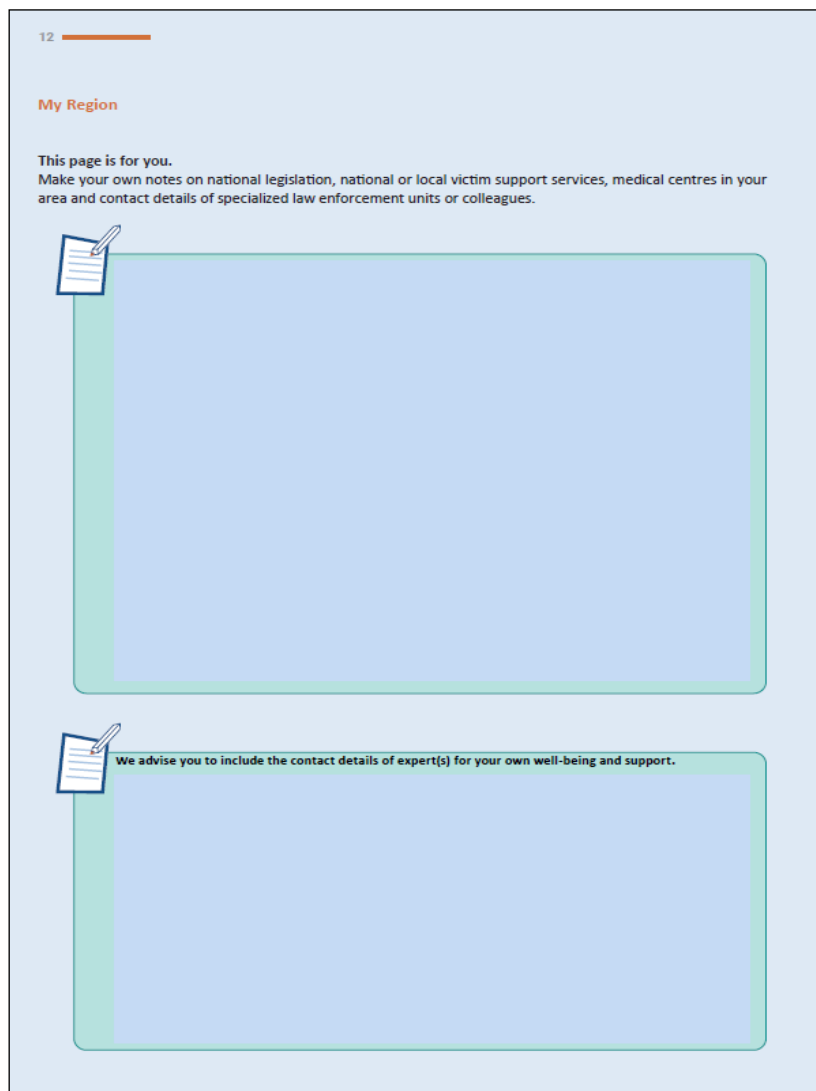 12
My Region
This page is for you.
Make your own notes on national legislation, national or local victim support services, medical centres in your
area and contact details of specialized law enforcement units or colleagues.
We advise you to include the contact details of expert(s) for your own well-being and support.